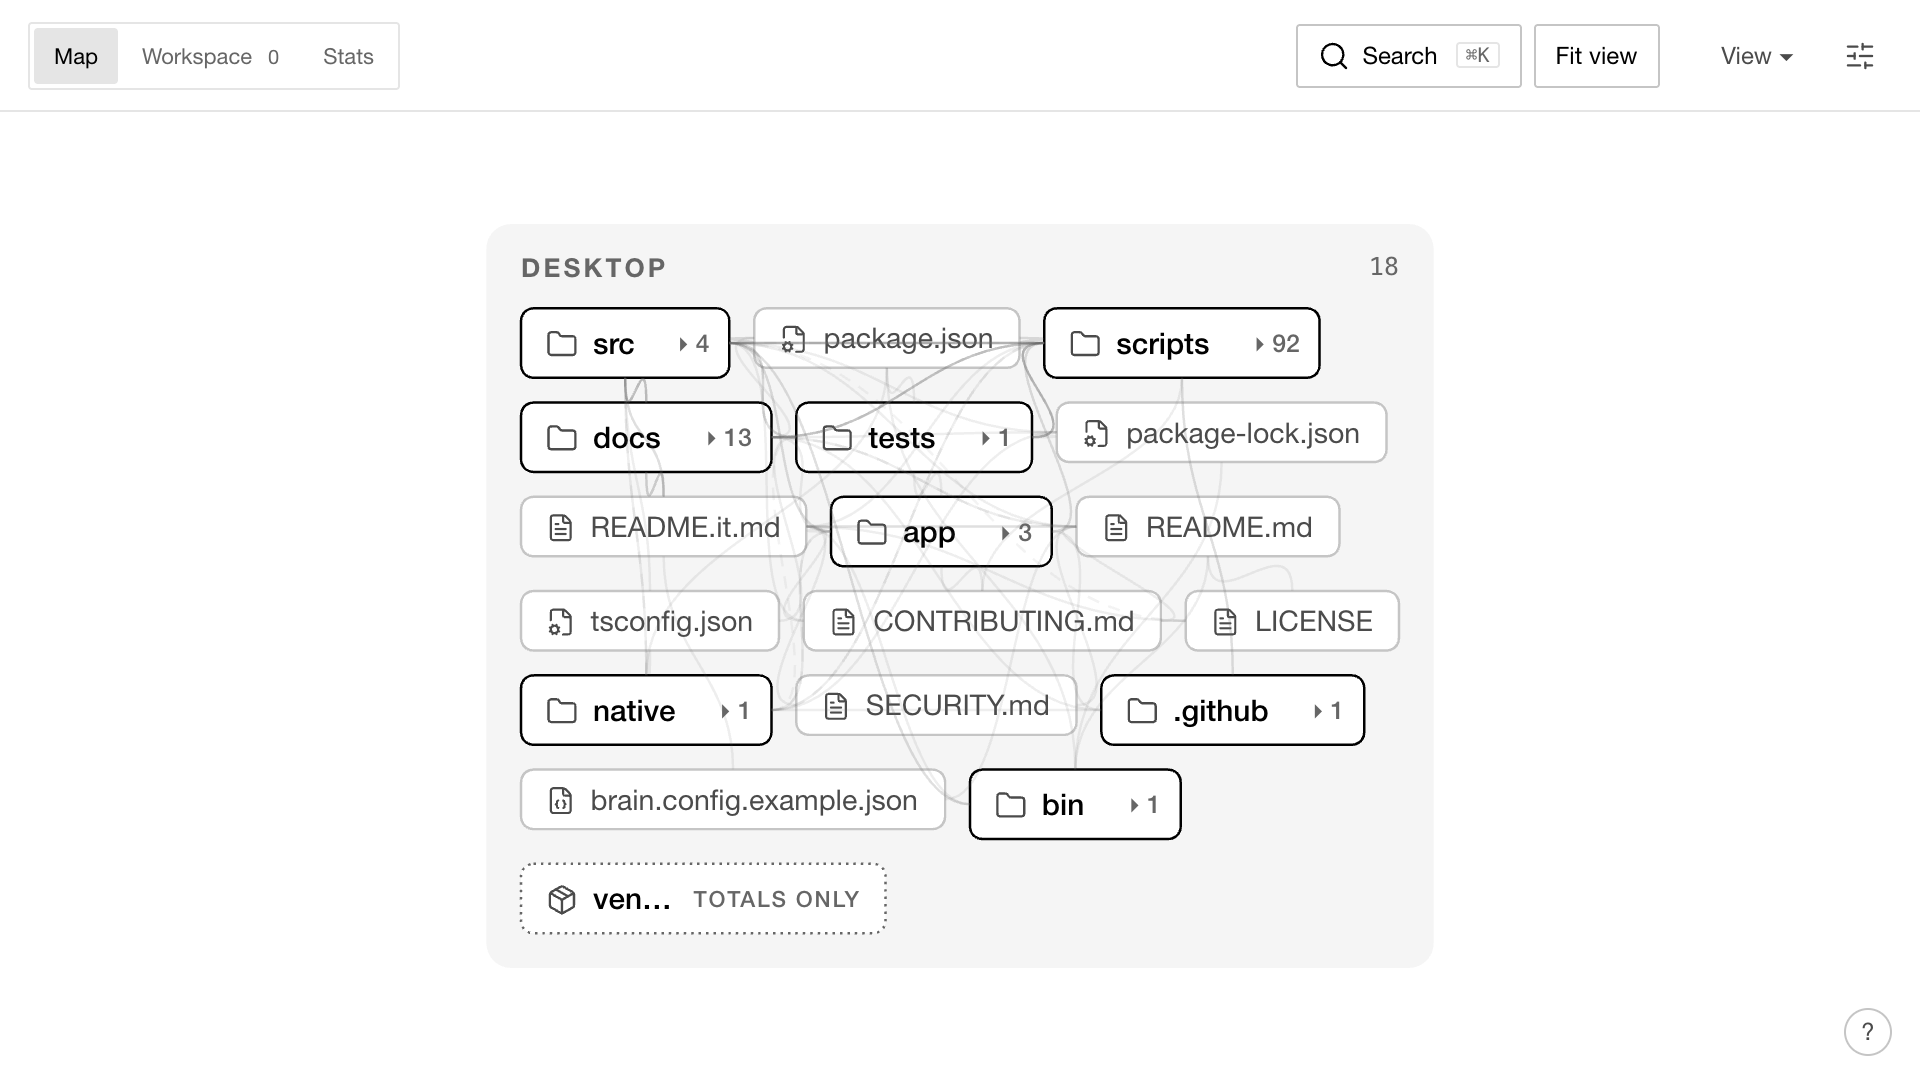 Map Workspace 0 Stats Search ⌘K Fit view View
DESKTOP 18
src 4 package.json scripts 92
docs 13 tests 1 package-lock.json
README.it.md app 3 README.md
tsconfig.json CONTRIBUTING.md LICENSE
native 1 SECURITY.md .github 1
brain.config.example.json bin 1
ven... TOTALS ONLY
?